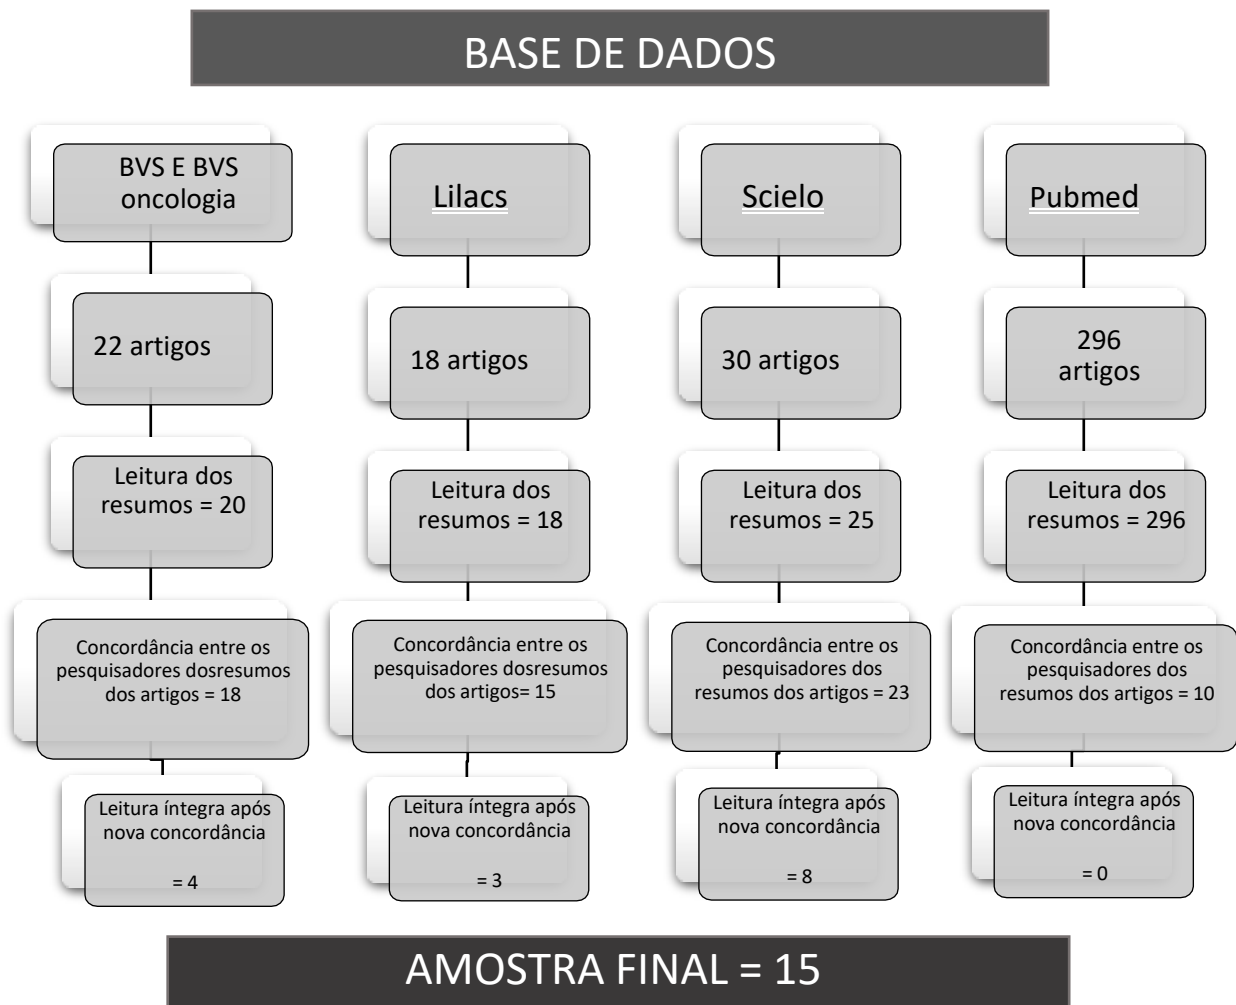 BASE DE DADOS
BVS E BVS
oncologia
22 artigos
Leitura dos
resumos = 20
Concordância entre os
pesquisadores dosresumos
dos artigos = 18
Leitura íntegra após
nova concordância
= 4
Lilacs
18 artigos
Leitura dos
resumos = 18
Concordância entre os
pesquisadores dosresumos
dos artigos= 15
Leitura íntegra após
nova concordância
= 3
Scielo
30 artigos
Leitura dos
resumos = 25
Concordância entre os
pesquisadores dos
resumos dos artigos = 23
Leitura íntegra após
nova concordância
= 8
Pubmed
296
artigos
Leitura dos
resumos = 296
Concordância entre os
pesquisadores dos
resumos dos artigos = 10
Leitura íntegra após
nova concordância
= 0
AMOSTRA FINAL = 15